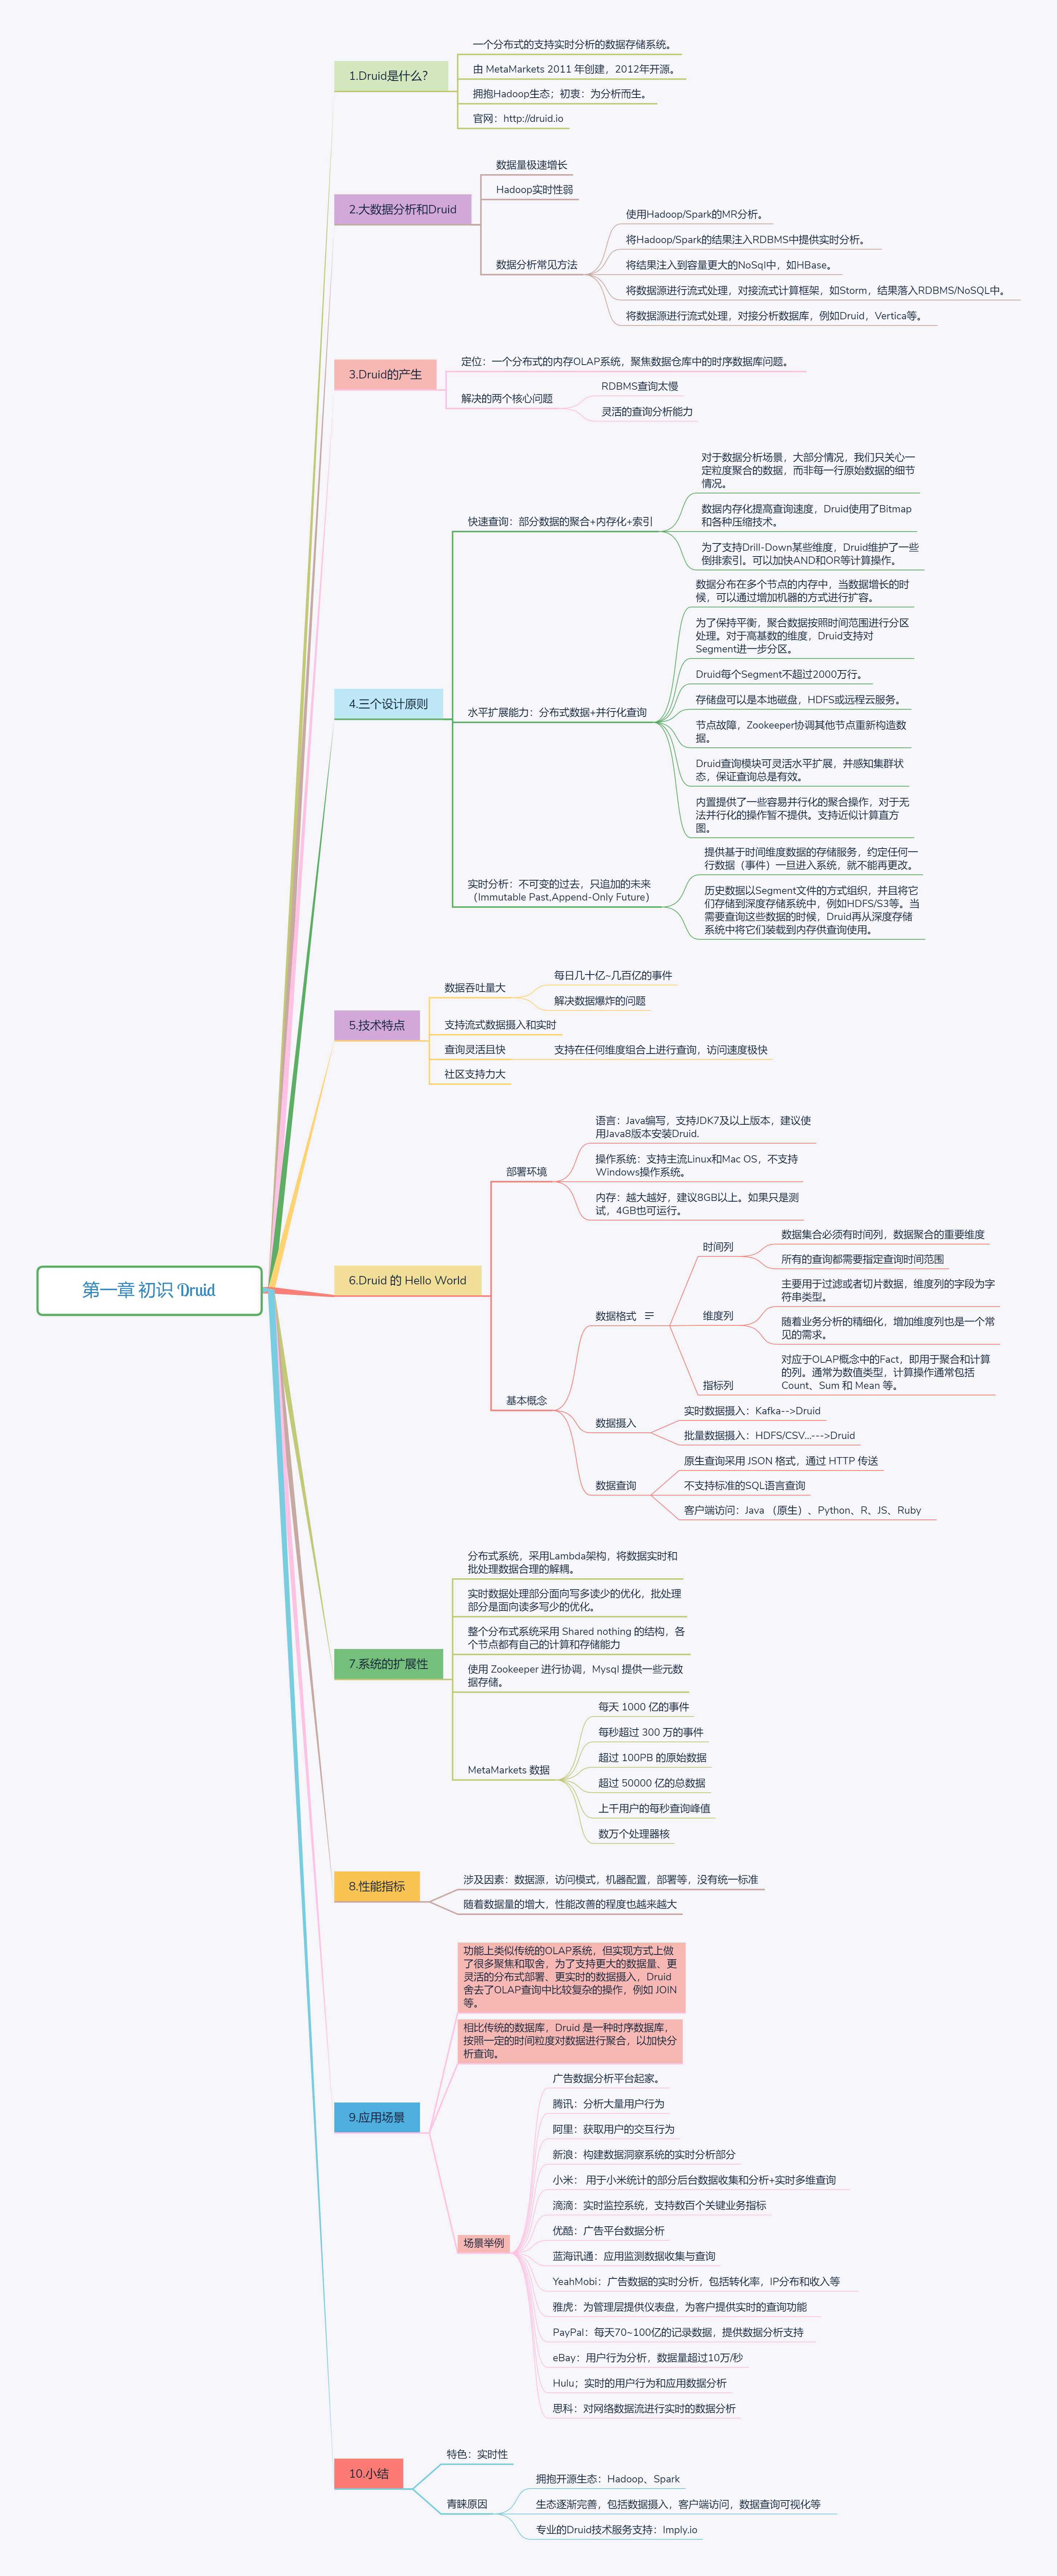 一个分布式的支持实时分析的数据存储系统。
1.Druid是什么?
由 MetaMarkets 2011 年创建，2012年开源。
拥抱Hadoop生态；初衷：为分析而生。
官网：http://druid.io
数据量极速增长
Hadoop实时性弱
2.大数据分析和Druid
使用Hadoop/Spark的MR分析。
将Hadoop/Spark的结果注入RDBMS中提供实时分析。
数据分析常见方法
将结果注入到容量更大的NoSql中，如HBase。
将数据源进行流式处理，对接流式计算框架，如Storm，结果落入RDBMS/NoSQL中。
将数据源进行流式处理，对接分析数据库，例如Druid，Vertica等。
定位：一个分布式的内存OLAP系统，聚焦数据仓库中的时序数据库问题。
3.Druid的产生
解决的两个核心问题
RDBMS查询太慢
灵活的查询分析能力
对于数据分析场景，大部分情况，我们只关心一
定粒度聚合的数据，而非每一行原始数据的细节
情况。
快速查询：部分数据的聚合+内存化+索引
数据内存化提高查询速度，Druid使用了Bitmap
和各种压缩技术。
为了支持Drill-Down某些维度，Druid维护了一些
倒排索引。可以加快AND和OR等计算操作。
数据分布在多个节点的内存中，当数据增长的时
候，可以通过增加机器的方式进行扩容。
为了保持平衡，聚合数据按照时间范围进行分区
处理。对于高基数的维度，Druid支持对
Segment进一步分区。
Druid每个Segment不超过2000万行。
4.三个设计原则
存储盘可以是本地磁盘，HDFS或远程云服务。
水平扩展能力：分布式数据+并行化查询
节点故障，Zookeeper协调其他节点重新构造数
据。
Druid查询模块可灵活水平扩展，并感知集群状
态，保证查询总是有效。
内置提供了一些容易并行化的聚合操作，对于无
法并行化的操作暂不提供。支持近似计算直方
图。
提供基于时间维度数据的存储服务，约定任何一
行数据（事件）一旦进入系统，就不能再更改。
实时分析：不可变的过去，只追加的未来
（Immutable Past,Append-Only Future）
历史数据以Segment文件的方式组织，并且将它
们存储到深度存储系统中，例如HDFS/S3等。当
需要查询这些数据的时候，Druid再从深度存储
系统中将它们装载到内存供查询使用。
数据吞吐量大
每日几十亿~几百亿的事件
解决数据爆炸的问题
5.技术特点
支持流式数据摄入和实时
查询灵活且快
支持在任何维度组合上进行查询，访问速度极快
社区支持力大
语言：Java编写，支持JDK7及以上版本，建议使
用Java8版本安装Druid.
部署环境
操作系统：支持主流Linux和Mac OS，不支持
Windows操作系统。
内存：越大越好，建议8GB以上。如果只是测
试，4GB也可运行。
数据集合必须有时间列，数据聚合的重要维度
时间列
所有的查询都需要指定查询时间范围
6.Druid 的 Hello World
第一章 初识 Druid
主要用于过滤或者切片数据，维度列的字段为字
符串类型。
数据格式
维度列
随着业务分析的精细化，增加维度列也是一个常
见的需求。
对应于OLAP概念中的Fact，即用于聚合和计算
的列。通常为数值类型，计算操作通常包括
Count、Sum 和 Mean 等。
指标列
基本概念
实时数据摄入：Kafka-->Druid
数据摄入
批量数据摄入：HDFS/CSV...--->Druid
原生查询采用 JSON 格式，通过 HTTP 传送
数据查询
不支持标准的SQL语言查询
客户端访问：Java （原生）、Python、R、JS、Ruby
分布式系统，采用Lambda架构，将数据实时和
批处理数据合理的解耦。
实时数据处理部分面向写多读少的优化，批处理
部分是面向读多写少的优化。
整个分布式系统采用 Shared nothing 的结构，各
个节点都有自己的计算和存储能力
7.系统的扩展性
使用 Zookeeper 进行协调，Mysql 提供一些元数
据存储。
每天 1000 亿的事件
每秒超过 300 万的事件
超过 100PB 的原始数据
MetaMarkets 数据
超过 50000 亿的总数据
上千用户的每秒查询峰值
数万个处理器核
涉及因素：数据源，访问模式，机器配置，部署等，没有统一标准
8.性能指标
随着数据量的增大，性能改善的程度也越来越大
功能上类似传统的OLAP系统，但实现方式上做
了很多聚焦和取舍，为了支持更大的数据量、更
灵活的分布式部署、更实时的数据摄入，Druid
舍去了OLAP查询中比较复杂的操作，例如 JOIN
等。
相比传统的数据库，Druid 是一种时序数据库，
按照一定的时间粒度对数据进行聚合，以加快分
析查询。
广告数据分析平台起家。
腾讯：分析大量用户行为
9.应用场景
阿里：获取用户的交互行为
新浪：构建数据洞察系统的实时分析部分
小米： 用于小米统计的部分后台数据收集和分析+实时多维查询
滴滴：实时监控系统，支持数百个关键业务指标
优酷：广告平台数据分析
场景举例
蓝海讯通：应用监测数据收集与查询
YeahMobi：广告数据的实时分析，包括转化率，IP分布和收入等
雅虎：为管理层提供仪表盘，为客户提供实时的查询功能
PayPal：每天70~100亿的记录数据，提供数据分析支持
eBay：用户行为分析，数据量超过10万/秒
Hulu；实时的用户行为和应用数据分析
思科：对网络数据流进行实时的数据分析
特色：实时性
10.小结
拥抱开源生态：Hadoop、Spark
青睐原因
生态逐渐完善，包括数据摄入，客户端访问，数据查询可视化等
专业的Druid技术服务支持：Imply.io